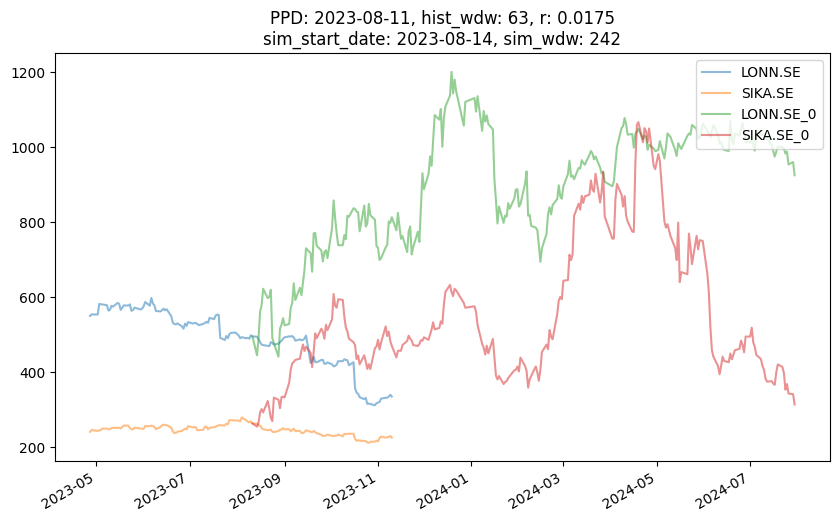 PPD: 2023-08-11, hist_wdw: 63, r: 0.0175
sim_start_date: 2023-08-14, sim_wdw: 242
1200
1000
800
600
400
200
LONN.SE
SIKA.SE
LONN.SE_0
SIKA.SE_0
2023-05
2023-07
2023-09
2023-11
2024-01
2024-03
2024-05
2024-07